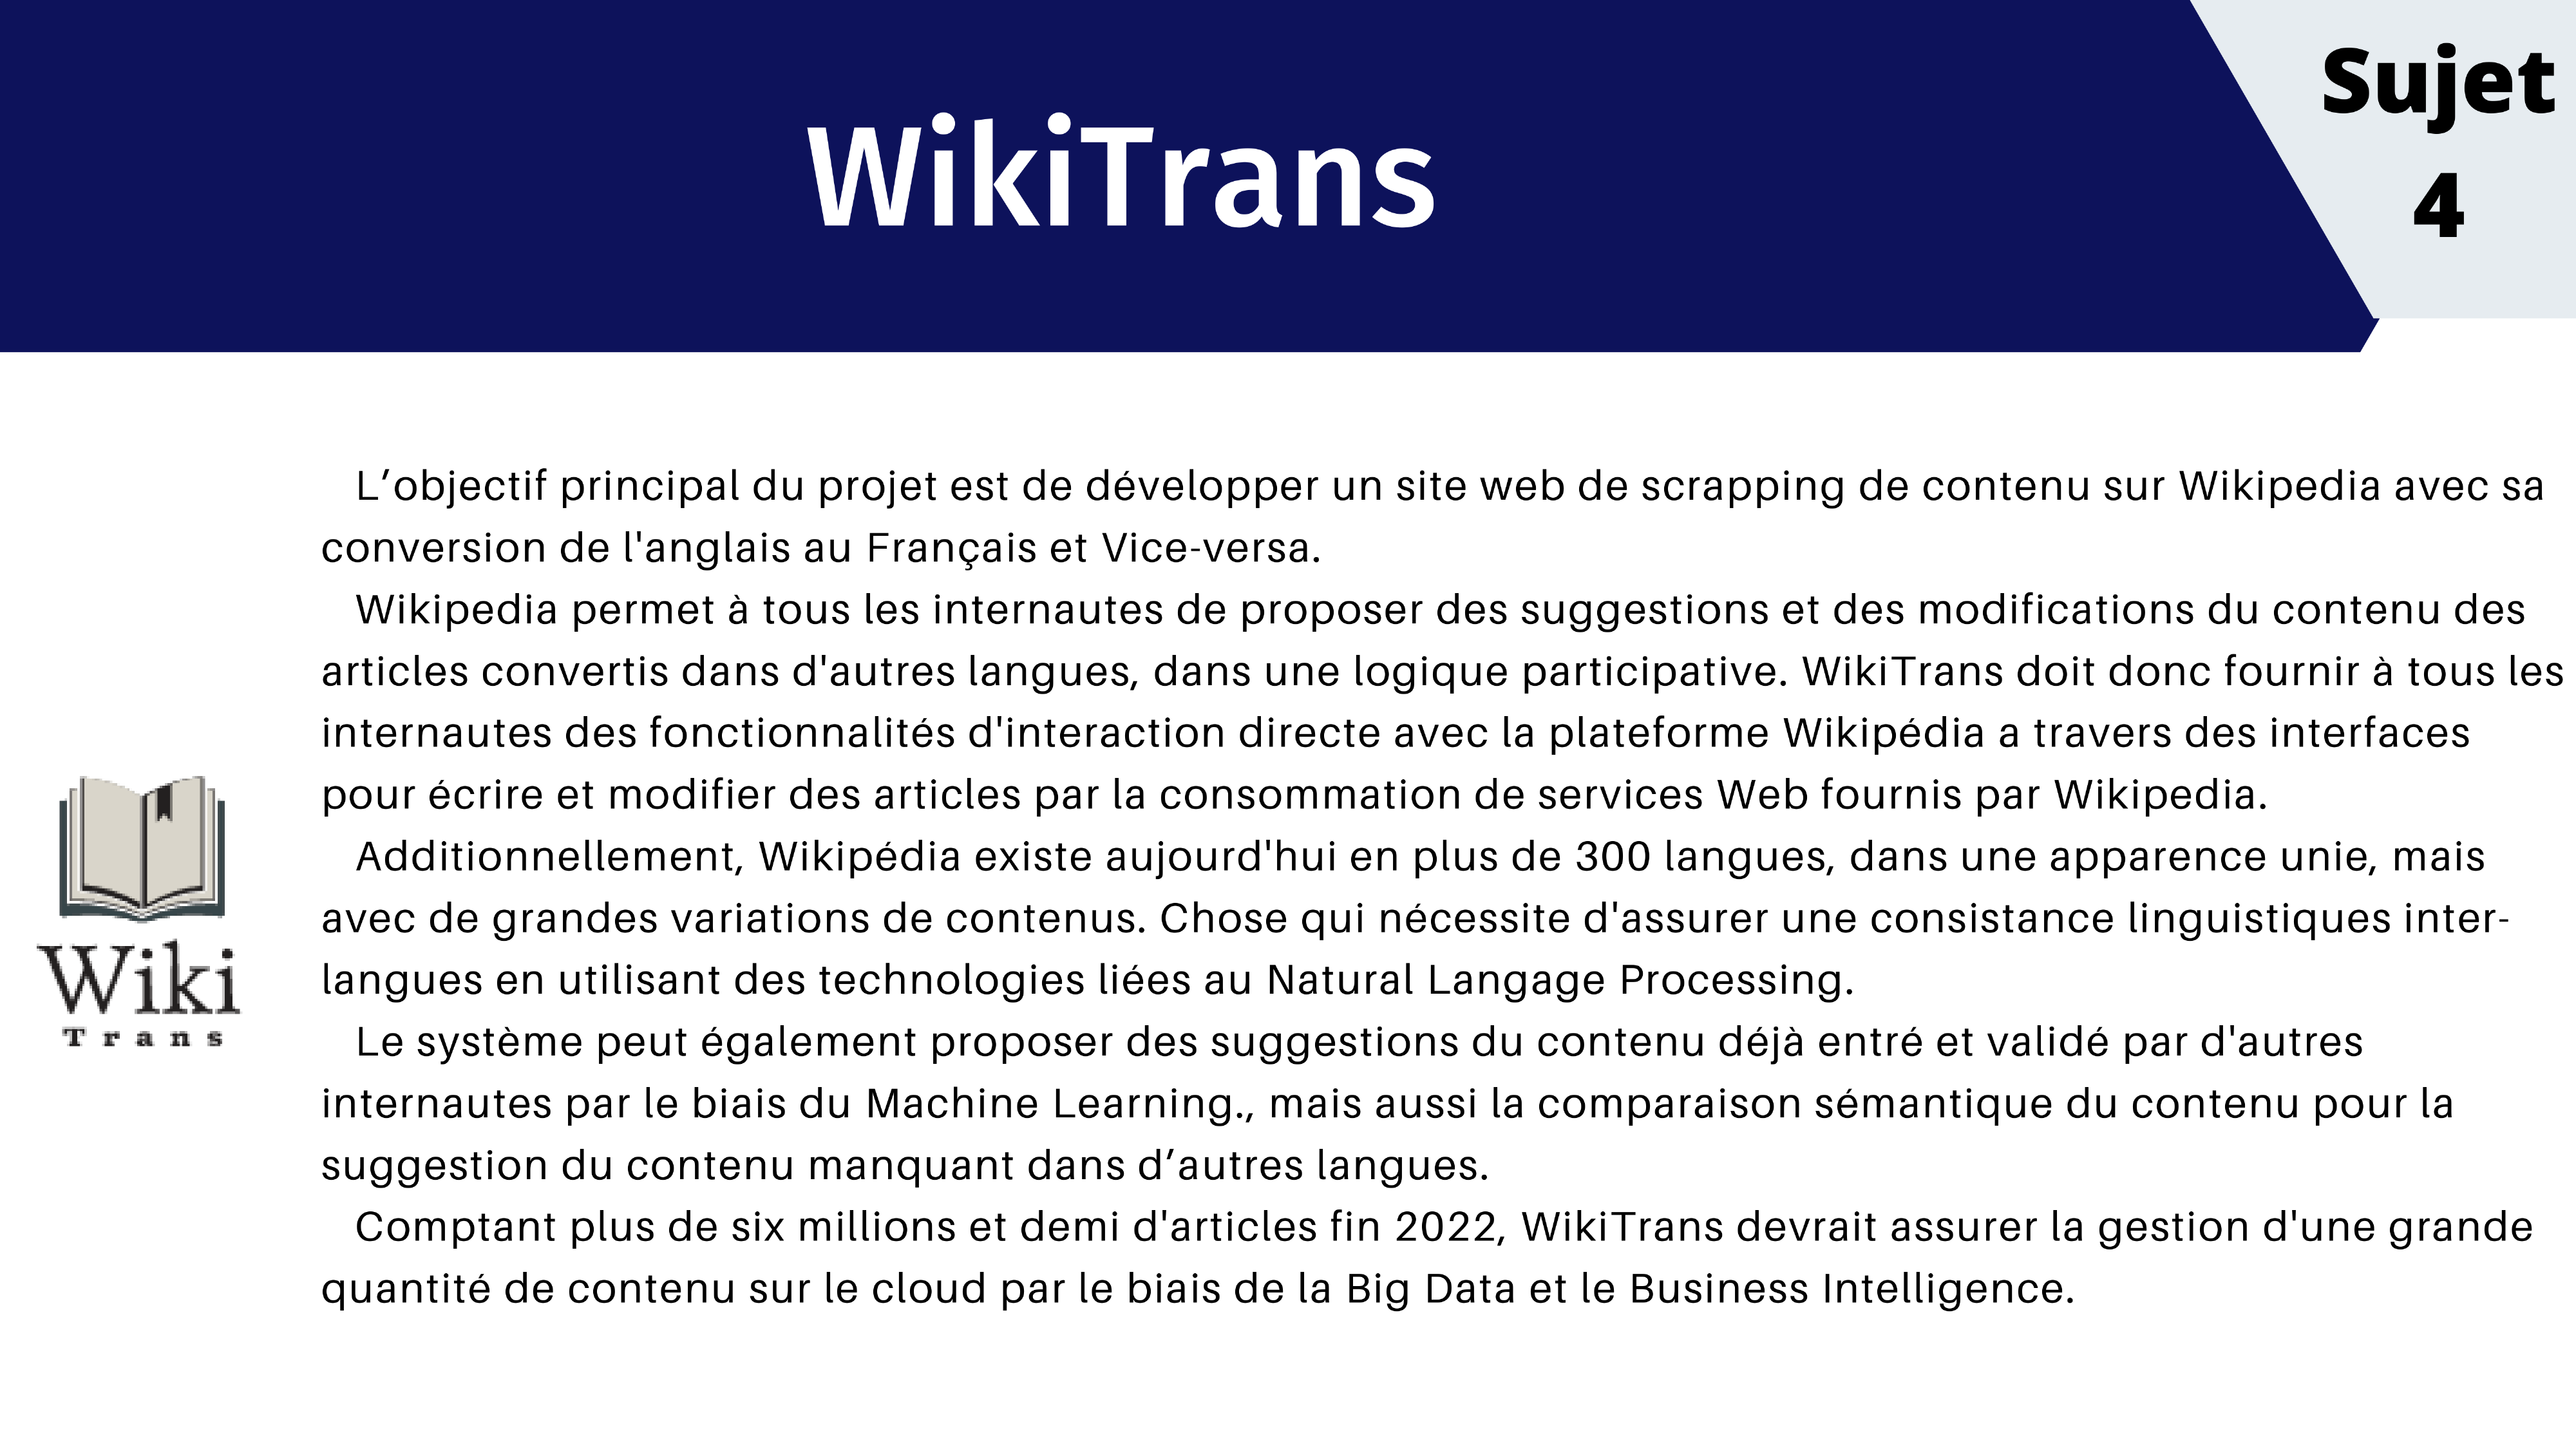 WikiTrans
Sujet
4
L’objectif principal du projet est de développer un site web de scrapping de contenu sur Wikipedia avec sa
conversion de l'anglais au Français et Vice-versa.
Wikipedia permet à tous les internautes de proposer des suggestions et des modifications du contenu des
articles convertis dans d'autres langues, dans une logique participative. WikiTrans doit donc fournir à tous les
internautes des fonctionnalités d'interaction directe avec la plateforme Wikipédia a travers des interfaces
pour écrire et modifier des articles par la consommation de services Web fournis par Wikipedia.
Additionnellement, Wikipédia existe aujourd'hui en plus de 300 langues, dans une apparence unie, mais
avec de grandes variations de contenus. Chose qui nécessite d'assurer une consistance linguistiques inter-
langues en utilisant des technologies liées au Natural Langage Processing.
Le système peut également proposer des suggestions du contenu déjà entré et validé par d'autres
internautes par le biais du Machine Learning., mais aussi la comparaison sémantique du contenu pour la
suggestion du contenu manquant dans d’autres langues.
Comptant plus de six millions et demi d'articles fin 2022, WikiTrans devrait assurer la gestion d'une grande
quantité de contenu sur le cloud par le biais de la Big Data et le Business Intelligence.
Wiki
Trans